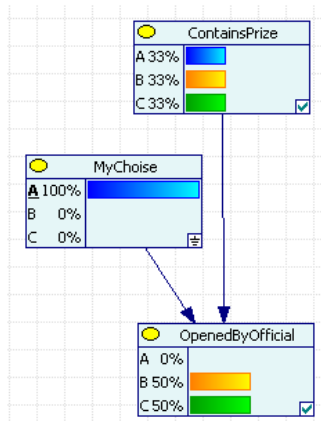 ContainsPrize
A 33%
B 33%
C 33%
MyChoise
A 100%
B 0%
C 0%
OpenedByOfficial
A 0%
B 50%
C 50%